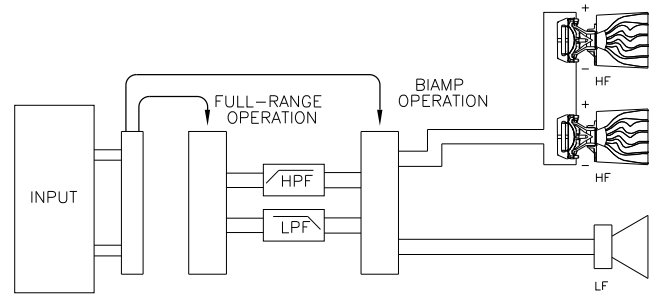 +
−
HF
BIAMP
OPERATION
FULL−RANGE
OPERATION
+
−
HF
HPF
INPUT
LPF
LF